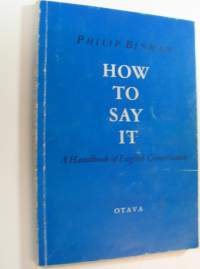 PHILIP BINHAM
HOW
TO
SAY
IT
A Handbook of English Conversation
OTAVA